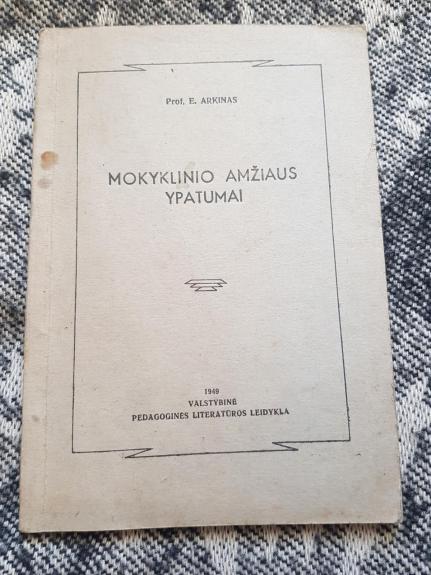 Prof. E. ARKINAS
MOKYKLINIO AMŽIAUS
YPATUMAI
1949
VALSTYBINĖ
PEDAGOGINĖS LITERATŪROS LEIDYKLA